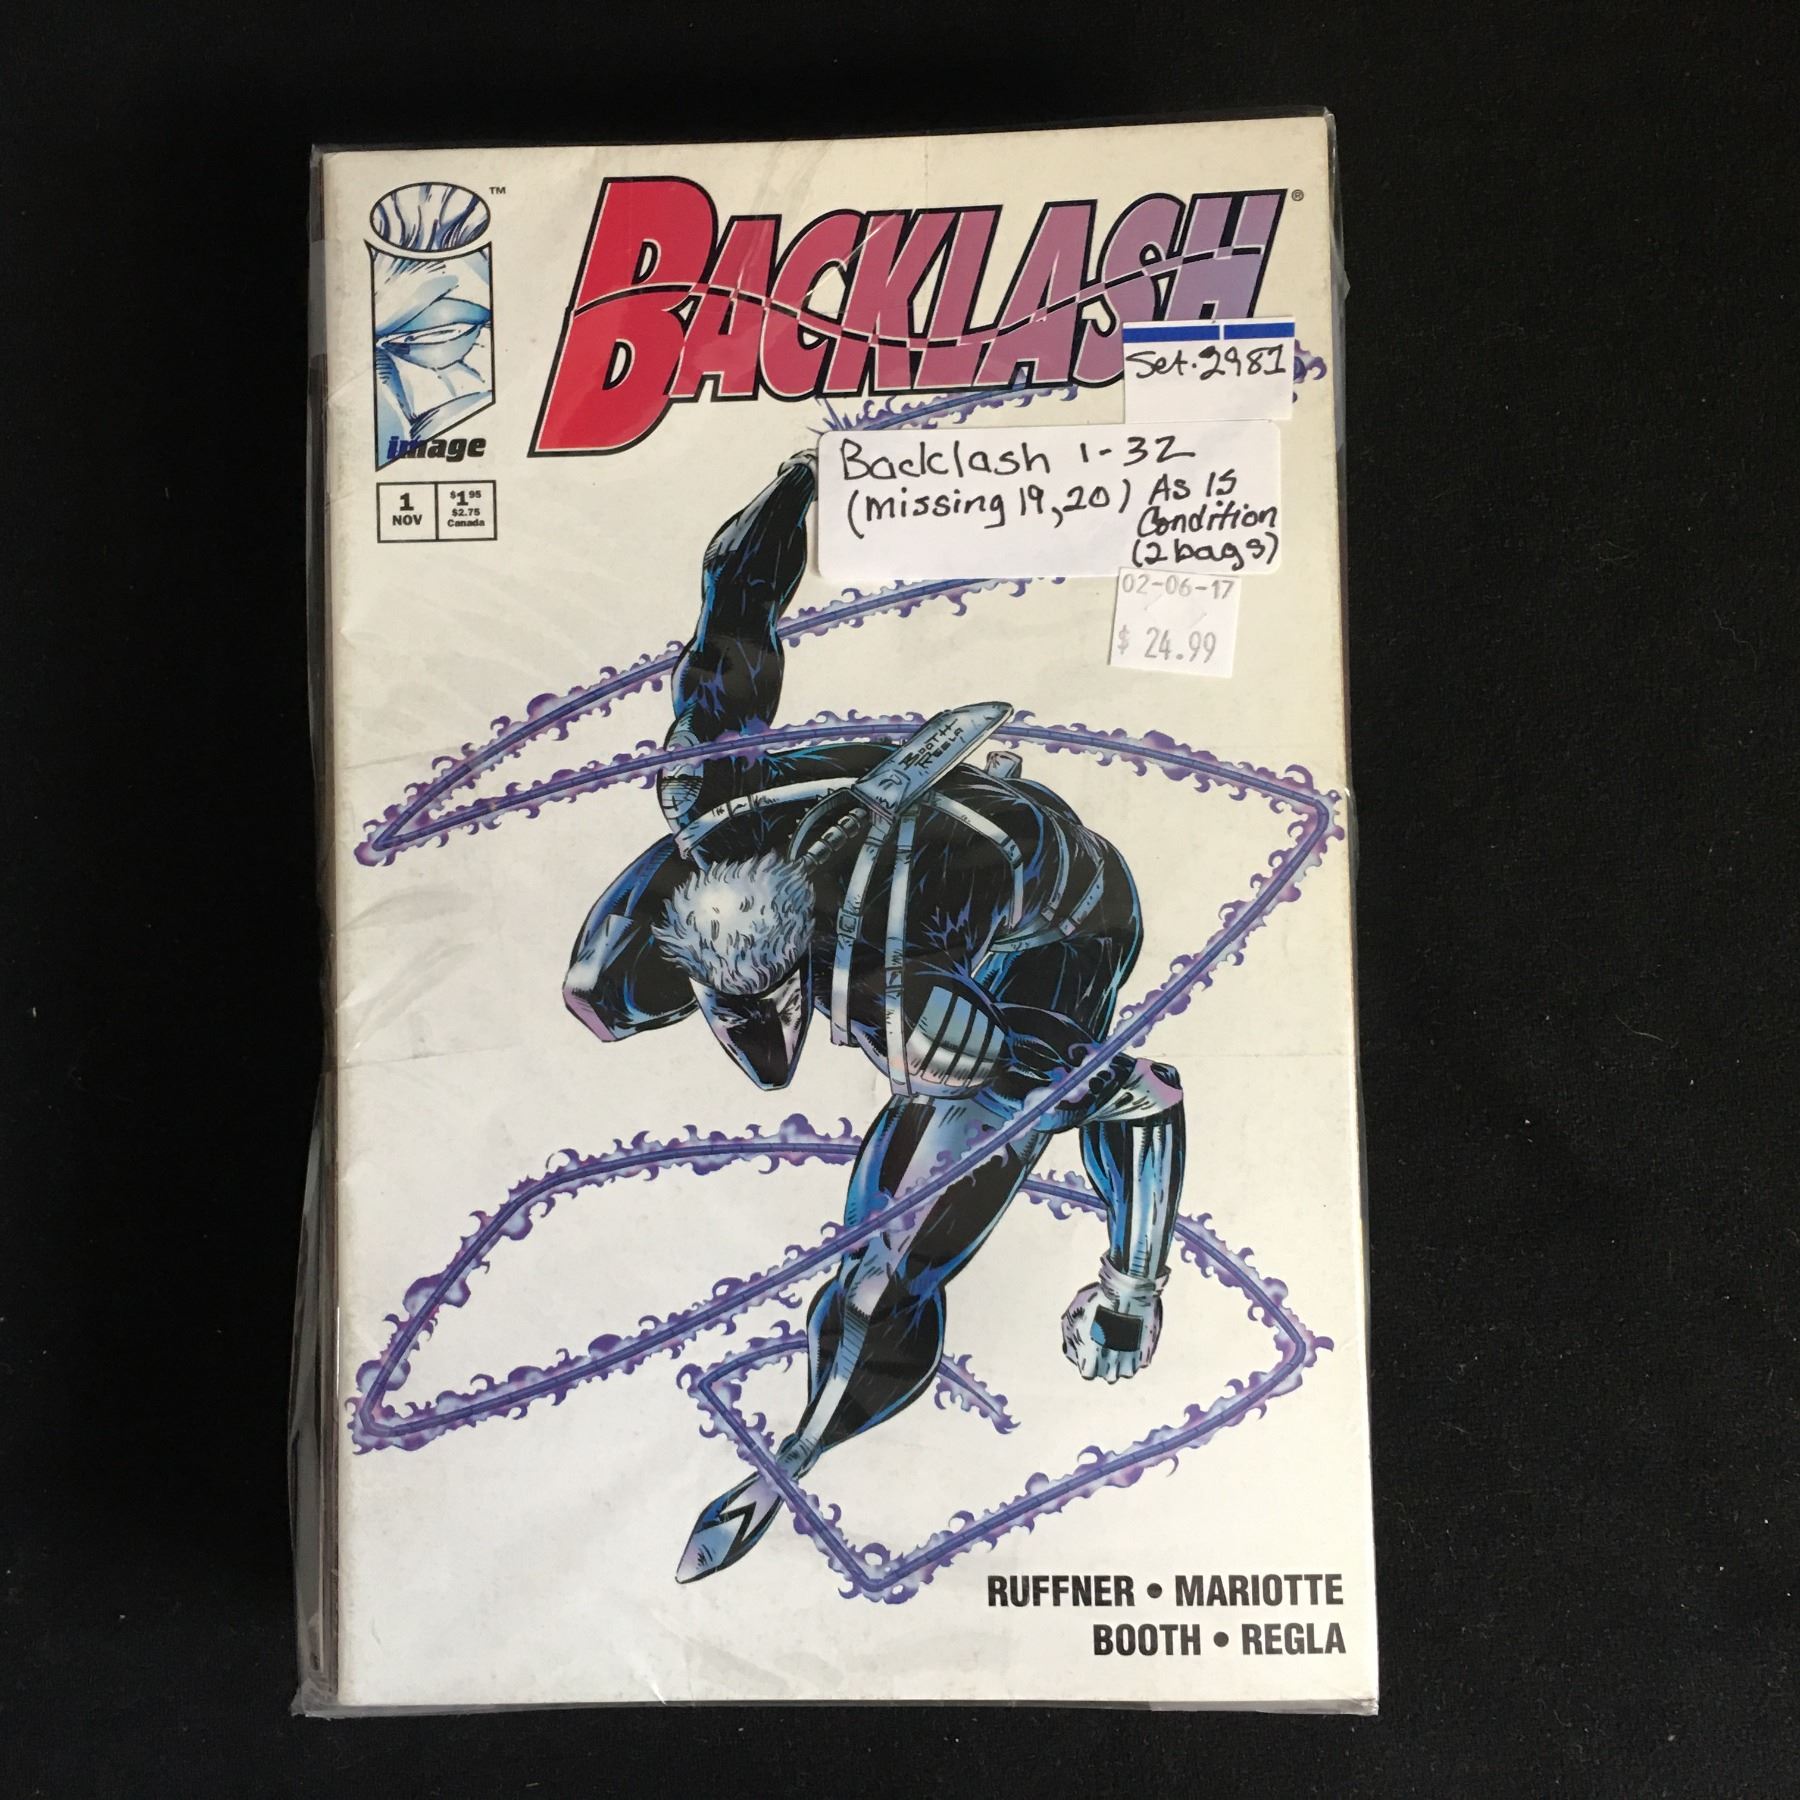 TM
BACKLASH®
image
1
NOV
$1.95
$2.75
Canada
Set. 2981
Backlash 1-32
(missing 19,20) As is
Condition
(2 bags)
02-06-17
$ 24.99
BOOTH
REGLA
RUFFNER • MARIOTTE
BOOTH • REGLA